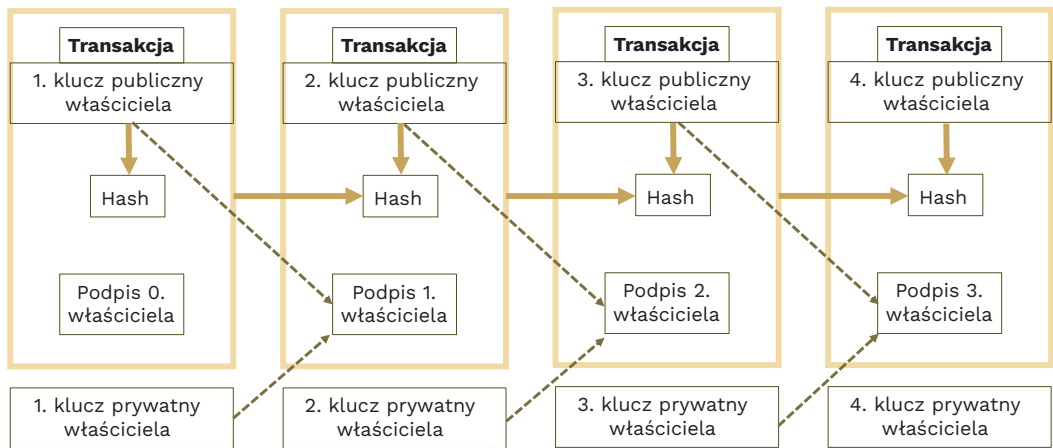 Transakcja
1. klucz publiczny
właściciela
Hash
Podpis 0.
właściciela
1. klucz prywatny
właściciela
Transakcja
2. klucz publiczny
właściciela
Hash
Podpis 1.
właściciela
2. klucz prywatny
właściciela
Transakcja
3. klucz publiczny
właściciela
Hash
Podpis 2.
właściciela
3. klucz prywatny
właściciela
Transakcja
4. klucz publiczny
właściciela
Hash
Podpis 3.
właściciela
4. klucz prywatny
właściciela